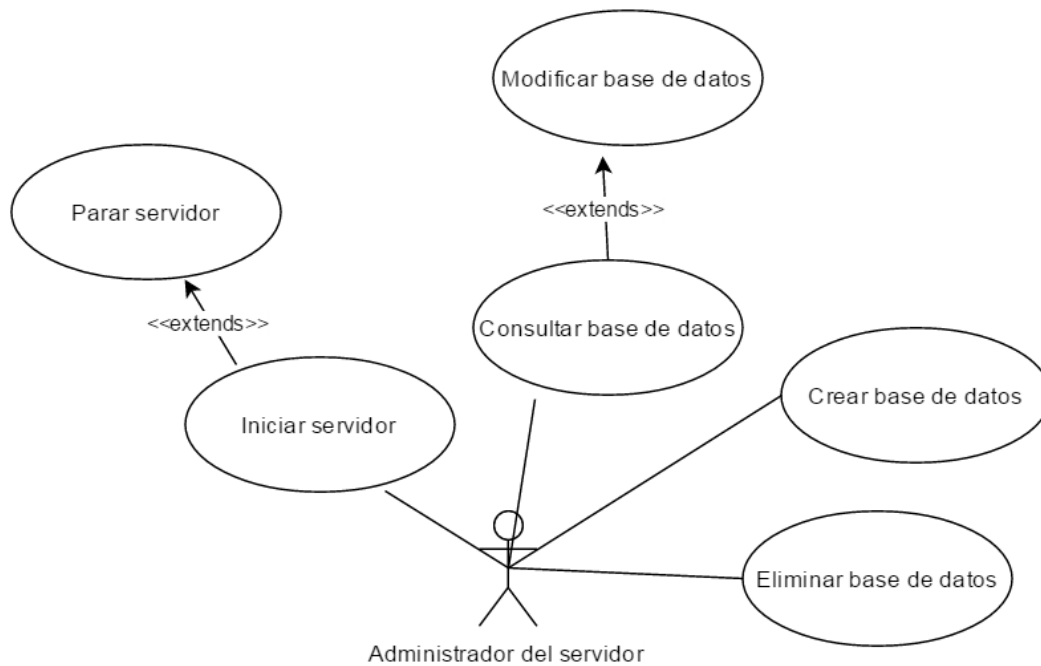 Modificar base de datos
Parar servidor
<<extends>>
<<extends>>
Consultar base de datos
Iniciar servidor
Crear base de datos
Eliminar base de datos
Administrador del servidor